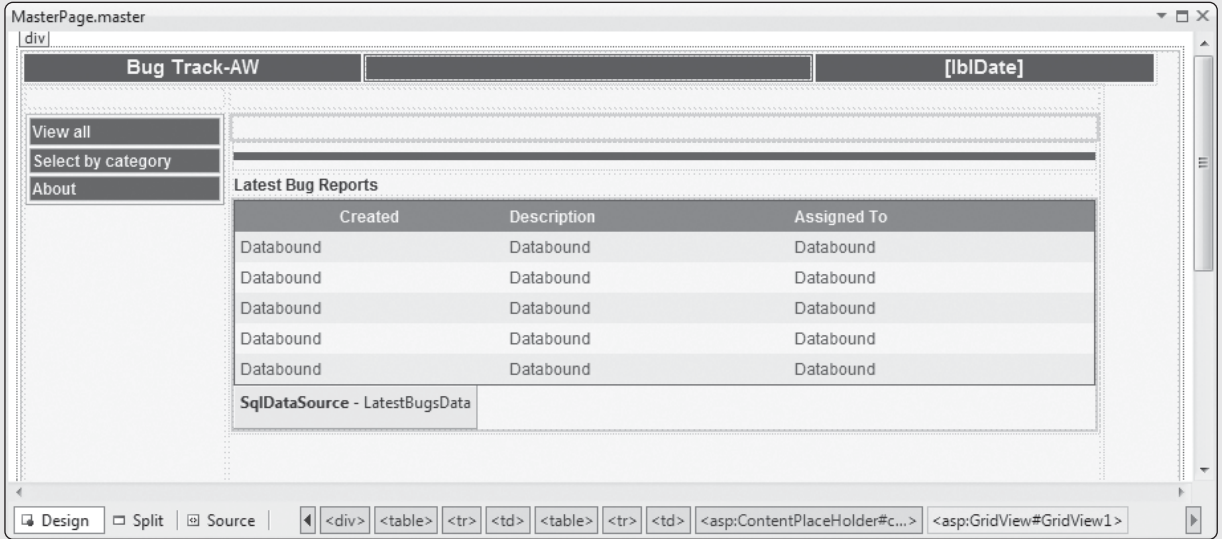 MasterPage.master
div
Bug Track-AW [lblDate]
View all
Select by category
About
Latest Bug Reports
Created Description Assigned To
Databound Databound Databound
Databound Databound Databound
Databound Databound Databound
Databound Databound Databound
Databound Databound Databound
SqlDataSource - LatestBugsData
Design Split Source <div> <table> <tr> <td> <table> <tr> <td> <asp:ContentPlaceHolder#c...> <asp:GridView#GridView1>